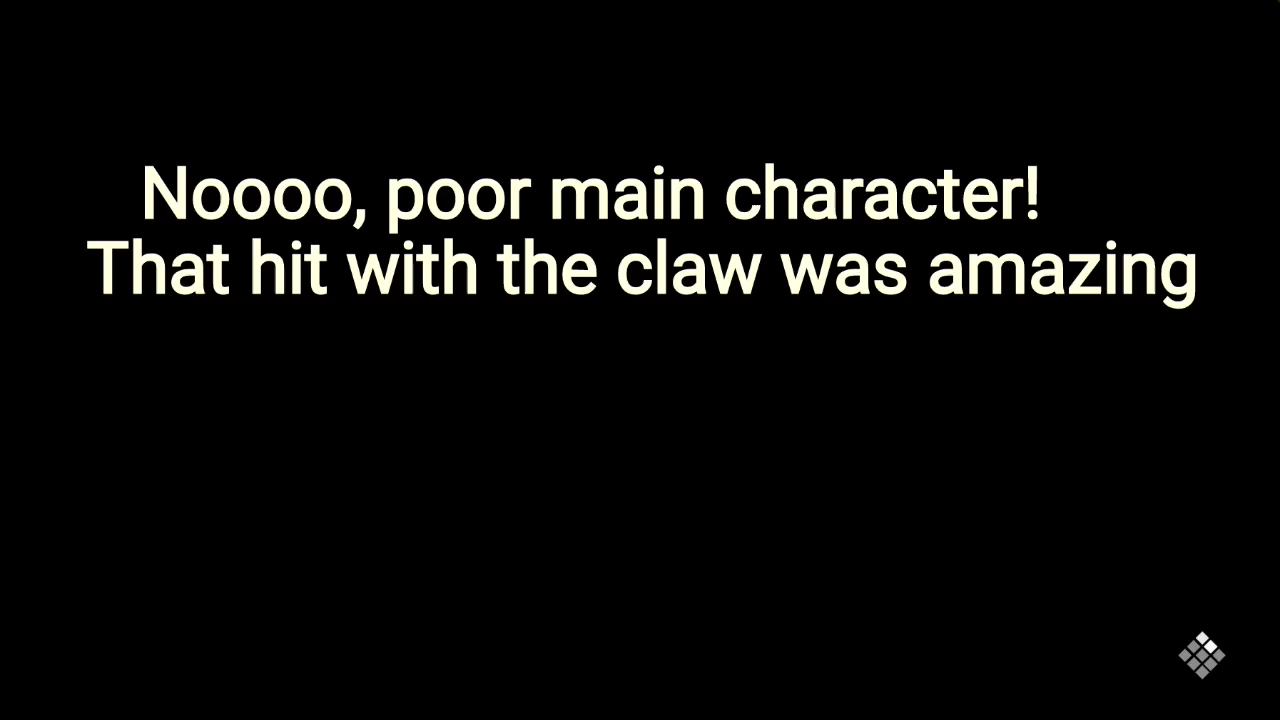 Noooo, poor main character!
That hit with the claw was amazing